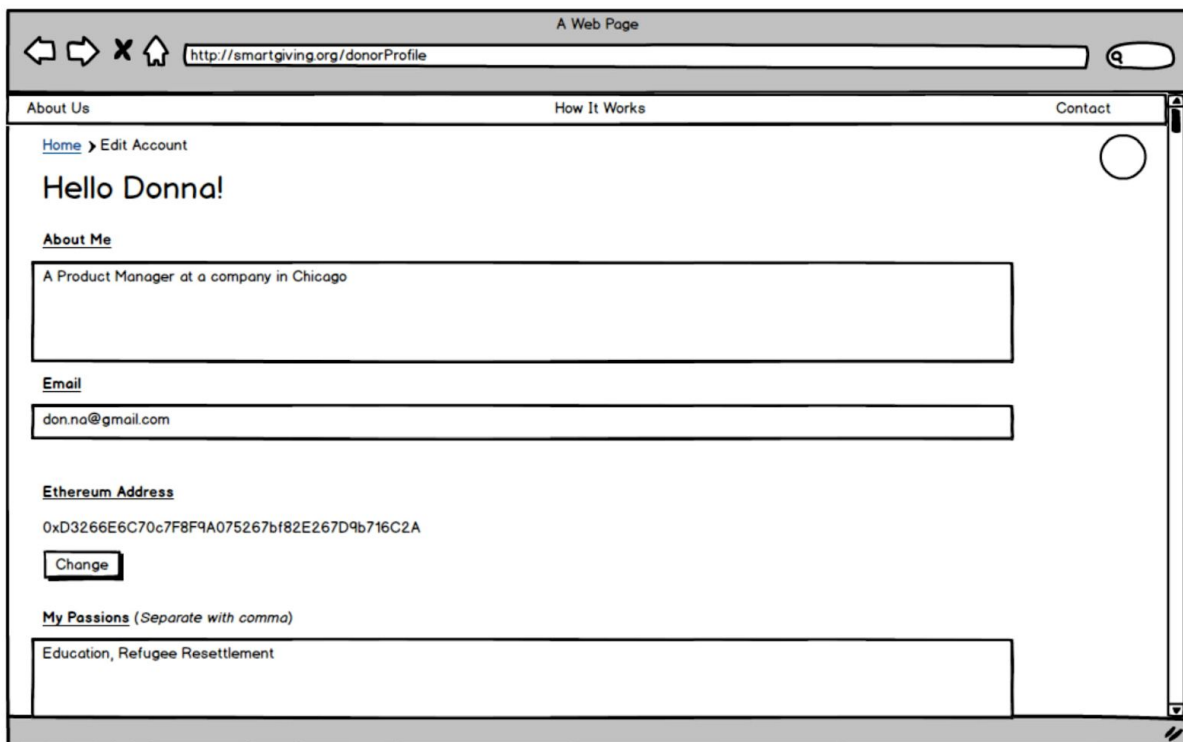 A Web Page
http://smartgiving.org/donorProfile
About Us How It Works Contact
Home > Edit Account
Hello Donna!
About Me
A Product Manager at a company in Chicago
Email
don.na@gmail.com
Ethereum Address
0xD3266E6C70c7F8F9A075267bf82E267D9b716C2A
Change
My Passions (Separate with comma)
Education, Refugee Resettlement